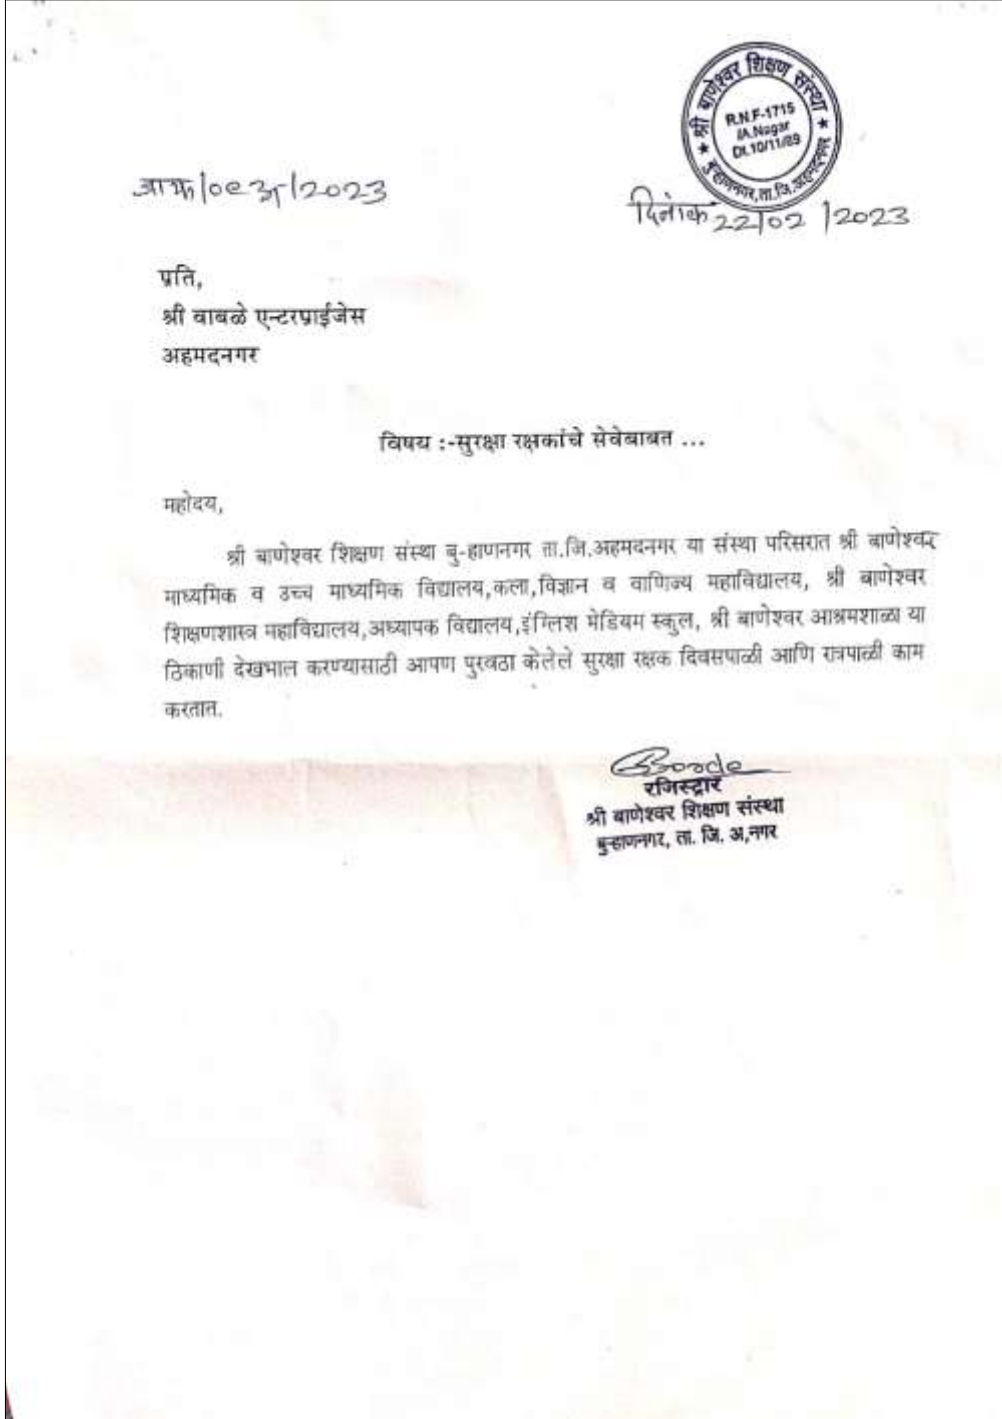 श्री बाणेश्वर शिक्षण संस्था
R.N.F-1715
/A.Nagar
Dt.10/11/89
बुऱ्हाणनगर,ता.जि.अहमदनगर
/2023
दिनांक 22/02 /2023
प्रति,
श्री वाबळे एन्टरप्राईजेस
अहमदनगर
विषय :-सुरक्षा रक्षकांचे सेवेबाबत ...
महोदय,
श्री बाणेश्वर शिक्षण संस्था बु-हाणनगर ता.जि.अहमदनगर या संस्था परिसरात श्री बाणेश्वर
माध्यमिक व उच्च माध्यमिक विद्यालय,कला,विज्ञान व वाणिज्य महाविद्यालय, श्री बाणेश्वर
शिक्षणशास्त्र महाविद्यालय,अध्यापक विद्यालय,इंग्लिश मेडियम स्कुल, श्री बाणेश्वर आश्रमशाळा या
ठिकाणी देखभाल करण्यासाठी आपण पुरवठा केलेले सुरक्षा रक्षक दिवसपाळी आणि रात्रपाळी काम
करतात.
Borde
रजिस्ट्रार
श्री बाणेश्वर शिक्षण संस्था
बुऱ्हाणनगर, ता. जि. अ,नगर